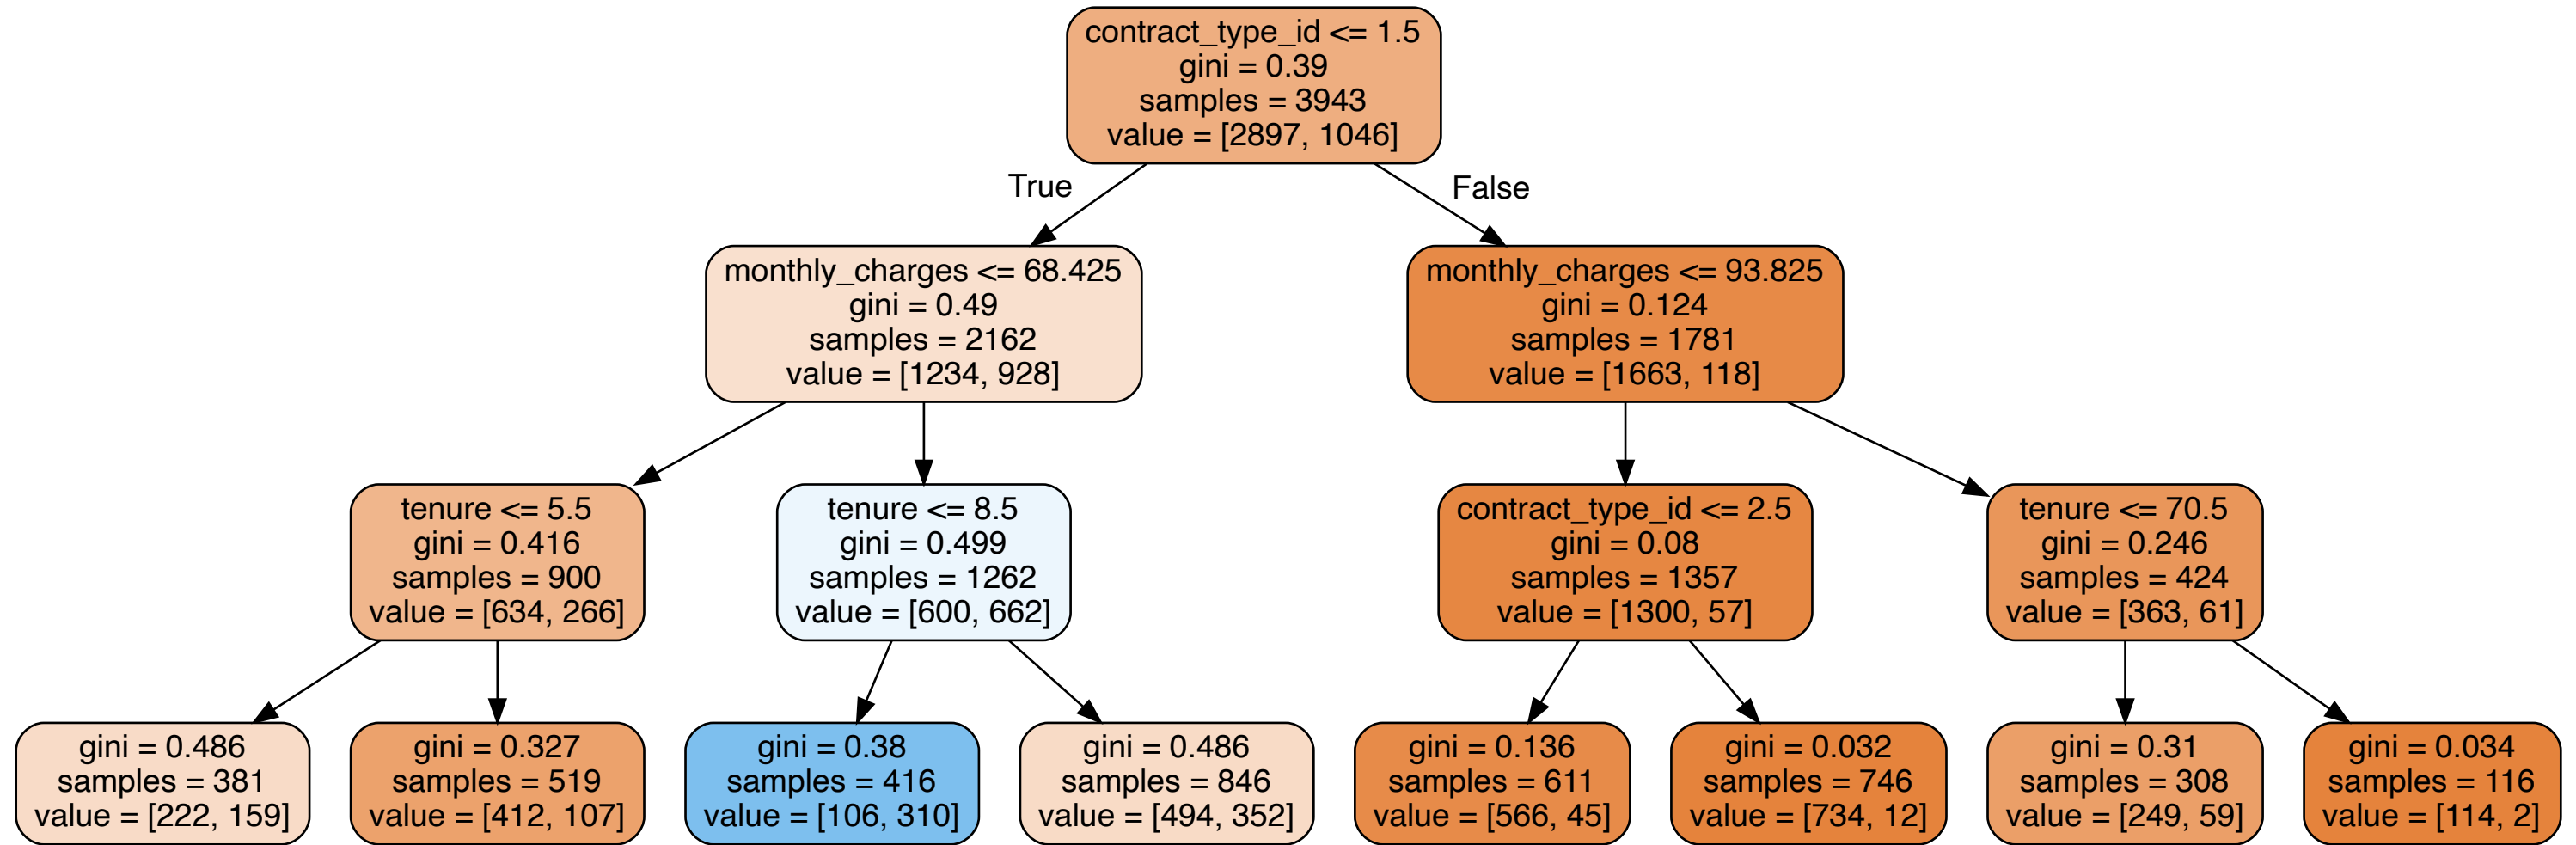 contract_type_id <= 1.5
gini = 0.39
samples = 3943
value = [2897, 1046]
True
False
monthly_charges <= 68.425
gini = 0.49
samples = 2162
value = [1234, 928]
monthly_charges <= 93.825
gini = 0.124
samples = 1781
value = [1663, 118]
tenure <= 5.5
gini = 0.416
samples = 900
value = [634, 266]
tenure <= 8.5
gini = 0.499
samples = 1262
value = [600, 662]
contract_type_id <= 2.5
gini = 0.08
samples = 1357
value = [1300, 57]
tenure <= 70.5
gini = 0.246
samples = 424
value = [363, 61]
gini = 0.486
samples = 381
value = [222, 159]
gini = 0.327
samples = 519
value = [412, 107]
gini = 0.38
samples = 416
value = [106, 310]
gini = 0.486
samples = 846
value = [494, 352]
gini = 0.136
samples = 611
value = [566, 45]
gini = 0.032
samples = 746
value = [734, 12]
gini = 0.31
samples = 308
value = [249, 59]
gini = 0.034
samples = 116
value = [114, 2]